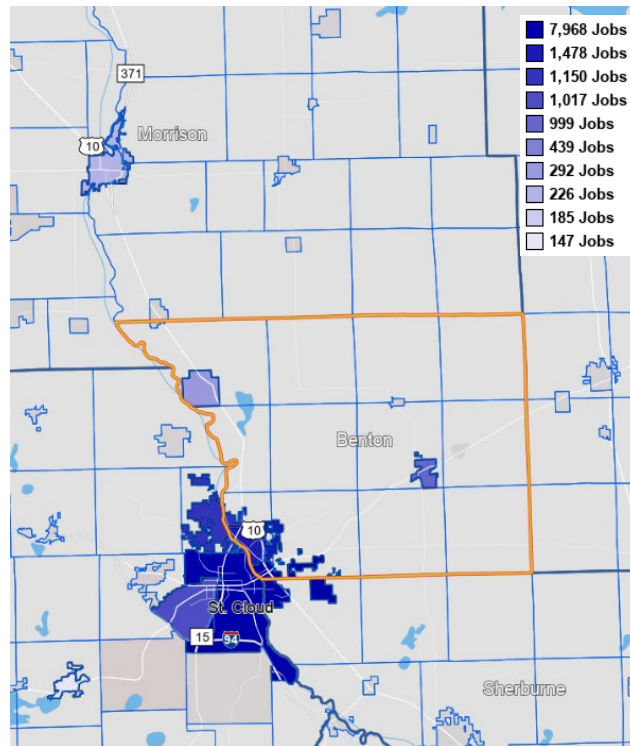 7,968 Jobs
1,478 Jobs
1,150 Jobs
1,017 Jobs
999 Jobs
439 Jobs
292 Jobs
226 Jobs
185 Jobs
147 Jobs
371
Morrison
10
Benton
10
St. Cloud
15
94
Sherburne